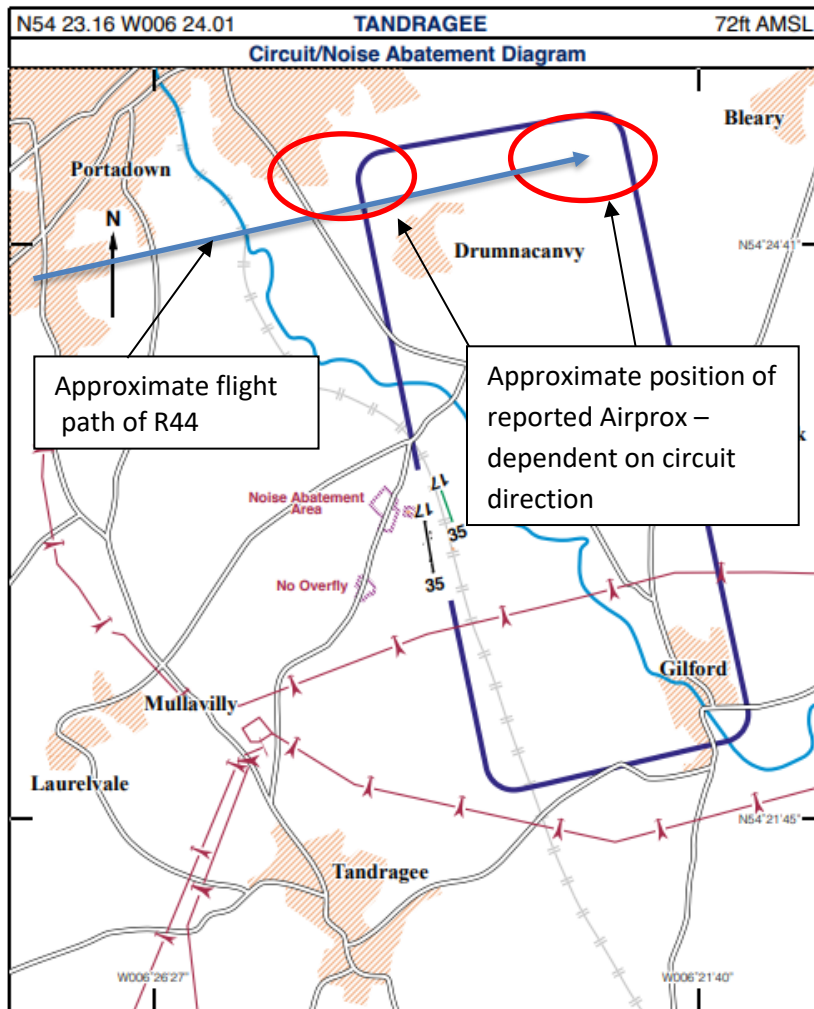 N54 23.16 W006 24.01 TANDRAGEE 72ft AMSL
Circuit/Noise Abatement Diagram
Bleary
Portadown
N
Drumnacanvy
N54°24'41"
Approximate flight
path of R44
Approximate position of
reported Airprox –
dependent on circuit
direction
Noise Abatement
Area
17
17
35
35
No Overfly
Gilford
Mullavilly
Laurelvale
N54°21'45"
Tandragee
W006°26'27"
W006°21'40"